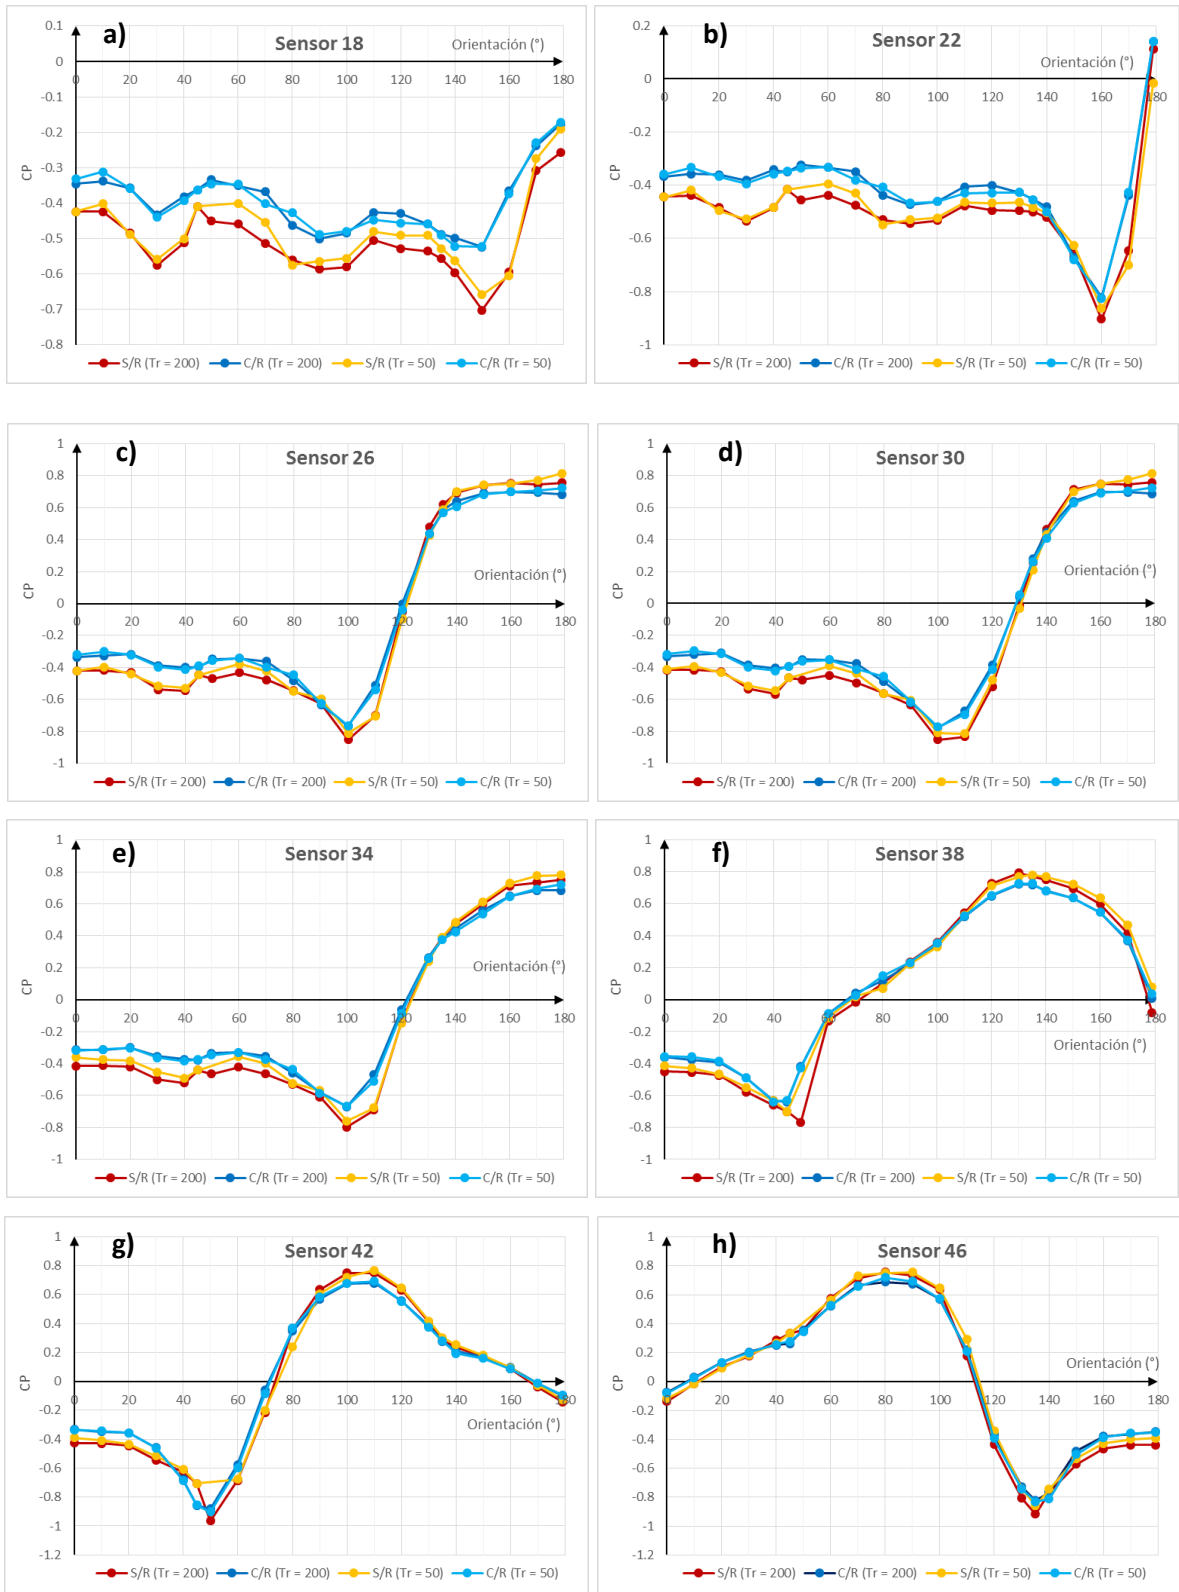 a)
Sensor 18
Orientación (°)
0.1
0
-0.1
-0.2
-0.3
-0.4
-0.5
-0.6
-0.7
-0.8
CP
0 20 40 60 80 100 120 140 160 180
S/R (Tr = 200) C/R (Tr = 200) S/R (Tr = 50) C/R (Tr = 50)
b)
Sensor 22
Orientación (°)
0.2
0
-0.2
-0.4
-0.6
-0.8
-1
CP
0 20 40 60 80 100 120 140 160 180
S/R (Tr = 200) C/R (Tr = 200) S/R (Tr = 50) C/R (Tr = 50)
c)
Sensor 26
Orientación (°)
1
0.8
0.6
0.4
0.2
0
-0.2
-0.4
-0.6
-0.8
-1
CP
0 20 40 60 80 100 120 140 160 180
S/R (Tr = 200) C/R (Tr = 200) S/R (Tr = 50) C/R (Tr = 50)
d)
Sensor 30
Orientación (°)
1
0.8
0.6
0.4
0.2
0
-0.2
-0.4
-0.6
-0.8
-1
CP
0 20 40 60 80 100 120 140 160 180
S/R (Tr = 200) C/R (Tr = 200) S/R (Tr = 50) C/R (Tr = 50)
e)
Sensor 34
Orientación (°)
1
0.8
0.6
0.4
0.2
0
-0.2
-0.4
-0.6
-0.8
-1
CP
0 20 40 60 80 100 120 140 160 180
S/R (Tr = 200) C/R (Tr = 200) S/R (Tr = 50) C/R (Tr = 50)
f)
Sensor 38
Orientación (°)
1
0.8
0.6
0.4
0.2
0
-0.2
-0.4
-0.6
-0.8
-1
CP
0 20 40 60 80 100 120 140 160 180
S/R (Tr = 200) C/R (Tr = 200) S/R (Tr = 50) C/R (Tr = 50)
g)
Sensor 42
Orientación (°)
1
0.8
0.6
0.4
0.2
0
-0.2
-0.4
-0.6
-0.8
-1
-1.2
CP
0 20 40 60 80 100 120 140 160 180
S/R (Tr = 200) C/R (Tr = 200) S/R (Tr = 50) C/R (Tr = 50)
h)
Sensor 46
Orientación (°)
1
0.8
0.6
0.4
0.2
0
-0.2
-0.4
-0.6
-0.8
-1
-1.2
CP
0 20 40 60 80 100 120 140 160 180
S/R (Tr = 200) C/R (Tr = 200) S/R (Tr = 50) C/R (Tr = 50)